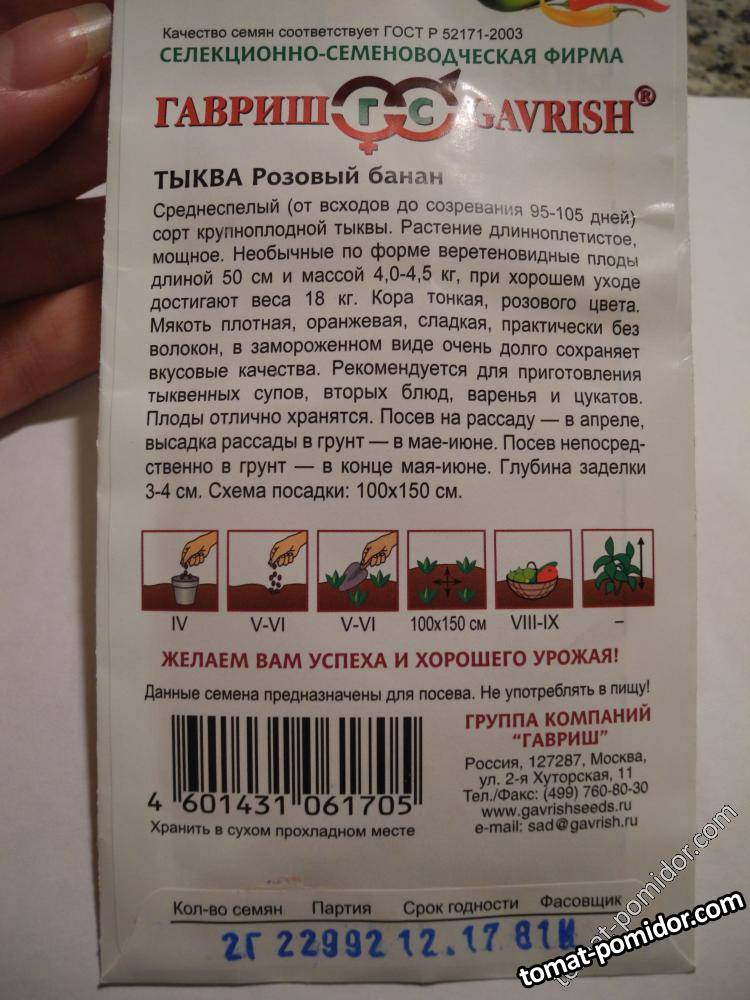 Качество семян соответствует ГОСТ Р 52171-2003
СЕЛЕКЦИОННО-СЕМЕНОВОДЧЕСКАЯ ФИРМА
ГАВРИШ ГС GAVRISH®
ТЫКВА Розовый банан
Среднеспелый (от всходов до созревания 95-105 дней)
сорт крупноплодной тыквы. Растение длинноплетистое,
мощное. Необычные по форме веретеновидные плоды
длиной 50 см и массой 4,0-4,5 кг, при хорошем уходе
достигают веса 18 кг. Кора тонкая, розового цвета.
Мякоть плотная, оранжевая, сладкая, практически без
волокон, в замороженном виде очень долго сохраняет
вкусовые качества. Рекомендуется для приготовления
тыквенных супов, вторых блюд, варенья и цукатов.
Плоды отлично хранятся. Посев на рассаду — в апреле,
высадка рассады в грунт — в мае-июне. Посев непосред-
ственно в грунт — в конце мая-июне. Глубина заделки
3-4 см. Схема посадки: 100х150 см.
IV V-VI V-VI 100х150 см VIII-IX –
ЖЕЛАЕМ ВАМ УСПЕХА И ХОРОШЕГО УРОЖАЯ!
Данные семена предназначены для посева. Не употреблять в пищу!
ГРУППА КОМПАНИЙ
"ГАВРИШ"
Россия, 127287, Москва,
ул. 2-я Хуторская, 11
Тел./Факс: (499) 760-80-30
www.gavrishseeds.ru
e-mail: sad@gavrish.ru
4 601431 061705
Хранить в сухом прохладном месте
Кол-во семян Партия Срок годности Фасовщик
2Г 22992 12.17 81И
tomat-pomidor.com
tomat-pomidor.com